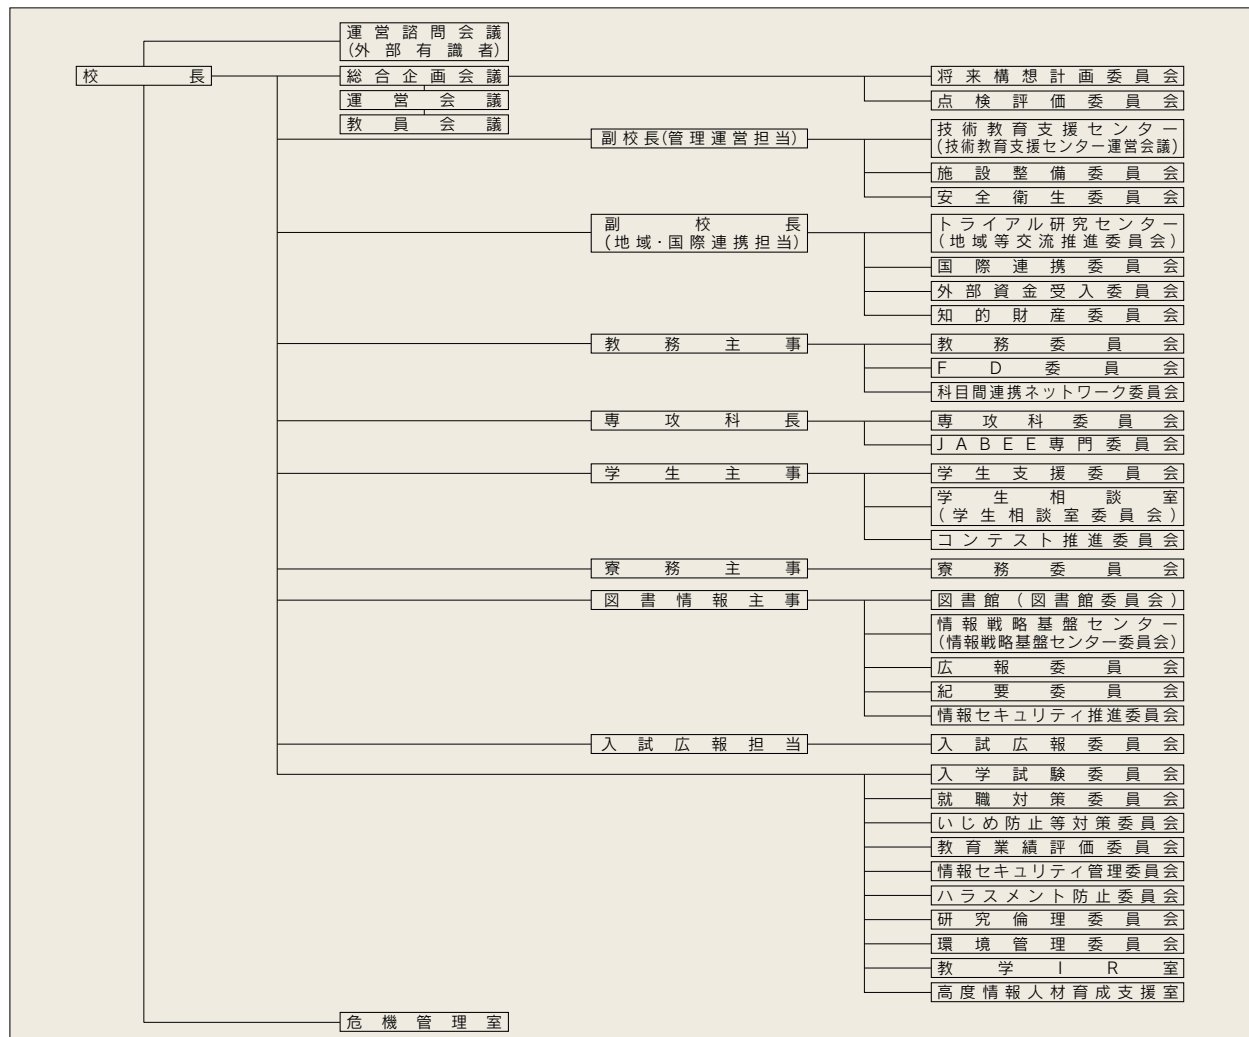 運営諮問会議
(外部有識者)
校長
総合企画会議
将来構想計画委員会
運営会議
点検評価委員会
教員会議
副校長(管理運営担当)
技術教育支援センター
(技術教育支援センター運営会議)
施設整備委員会
安全衛生委員会
副校長
(地域・国際連携担当)
トライアル研究センター
(地域等交流推進委員会)
国際連携委員会
外部資金受入委員会
知的財産委員会
教務主事
教務委員会
FD委員会
科目間連携ネットワーク委員会
専攻科長
専攻科委員会
JABEE専門委員会
学生主事
学生支援委員会
学生相談室
(学生相談室委員会)
コンテスト推進委員会
寮務主事
寮務委員会
図書情報主事
図書館(図書館委員会)
情報戦略基盤センター
(情報戦略基盤センター委員会)
広報委員会
紀要委員会
情報セキュリティ推進委員会
入試広報担当
入試広報委員会
入学試験委員会
就職対策委員会
いじめ防止等対策委員会
教育業績評価委員会
情報セキュリティ管理委員会
ハラスメント防止委員会
研究倫理委員会
環境管理委員会
教学IR室
高度情報人材育成支援室
危機管理室